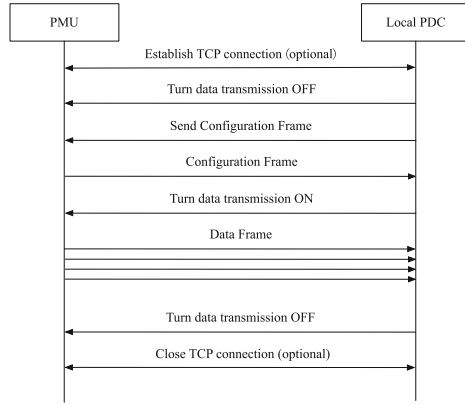 PMU
Local PDC
Establish TCP connection (optional)
Turn data transmission OFF
Send Configuration Frame
Configuration Frame
Turn data transmission ON
Data Frame
Turn data transmission OFF
Close TCP connection (optional)